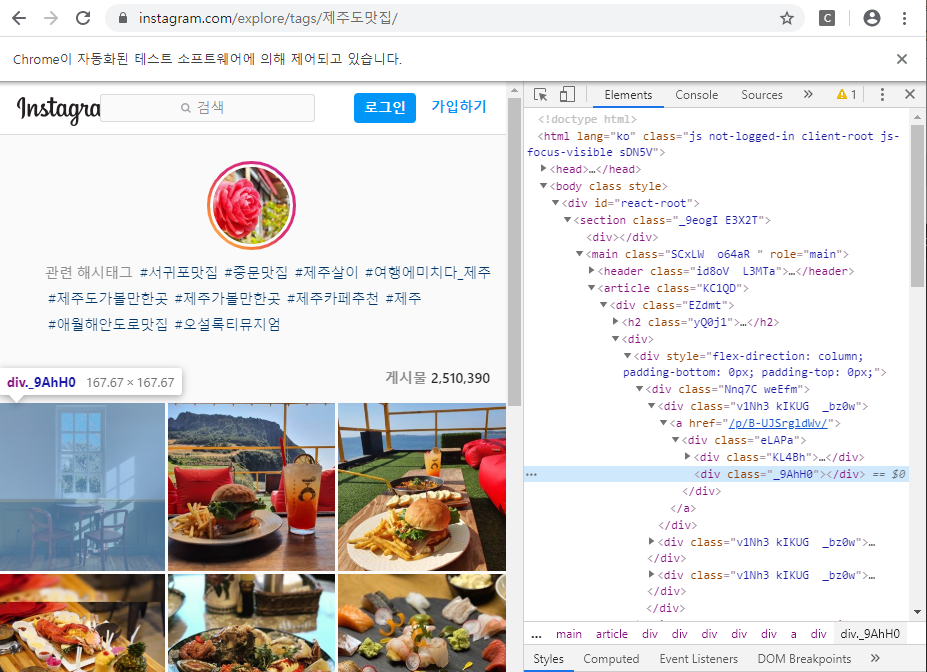 instagram.com/explore/tags/제주도맛집/
C
Chrome이 자동화된 테스트 소프트웨어에 의해 제어되고 있습니다.
Instagra
검색
로그인
가입하기
관련 해시태그 #서귀포맛집 #중문맛집 #제주살이 #여행에미치다_제주
#제주도가볼만한곳 #제주가볼만한곳 #제주카페추천 #제주
#애월해안도로맛집 #오설록티뮤지엄
div._9AhH0 167.67 × 167.67
게시물 2,510,390
Elements Console Sources » 1
<!doctype html>
<html lang="ko" class="js not-logged-in client-root js-
focus-visible sDN5V">
<head>…</head>
<body class style>
<div id="react-root">
<section class="_9eogI E3X2T">
<div></div>
<main class="SCxLW  o64aR " role="main">
<header class="id8oV  L3MTa">…</header>
<article class="KC1QD">
<div class="EZdmt">
<h2 class="yQ0j1">…</h2>
<div>
<div style="flex-direction: column;
padding-bottom: 0px; padding-top: 0px;">
<div class="Nnq7C weEfm">
<div class="v1Nh3 kIKUG  _bz0w">
<a href="/p/B-UJSrgldWv/">
<div class="eLAPa">
<div class="KL4Bh">…</div>
… <div class="_9AhH0"></div> == $0
</div>
</a>
</div>
<div class="v1Nh3 kIKUG  _bz0w">…
</div>
<div class="v1Nh3 kIKUG  _bz0w">…
</div>
</div>
… main article div div div div div a div div._9AhH0
Styles Computed Event Listeners DOM Breakpoints »